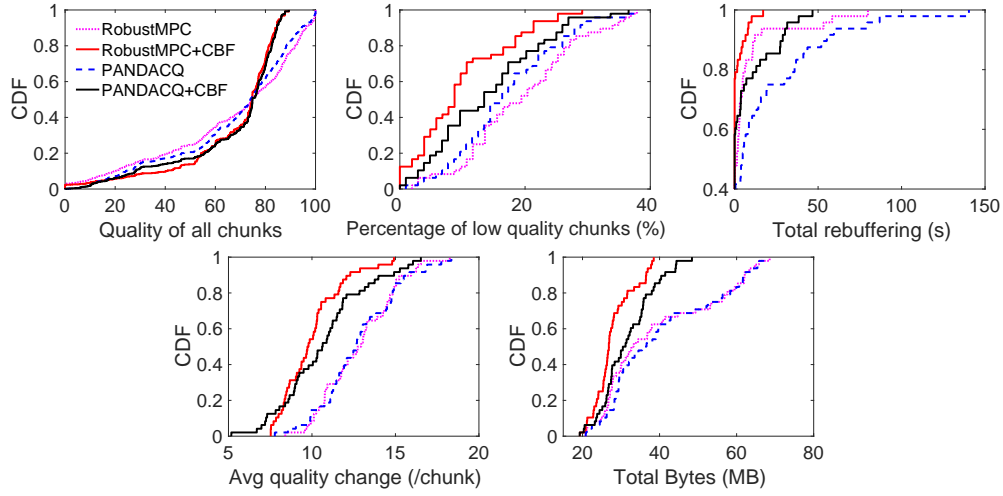 1
0.8
0.6
0.4
0.2
0
CDF
RobustMPC
RobustMPC+CBF
PANDACQ
PANDACQ+CBF
0 20 40 60 80 100
Quality of all chunks
1
0.8
0.6
0.4
0.2
0
CDF
0 20 40
Percentage of low quality chunks (%)
1
0.8
0.6
0.4
CDF
0 50 100 150
Total rebuffering (s)
1
0.8
0.6
0.4
0.2
0
CDF
5 10 15 20
Avg quality change (/chunk)
1
0.8
0.6
0.4
0.2
0
CDF
20 40 60 80
Total Bytes (MB)